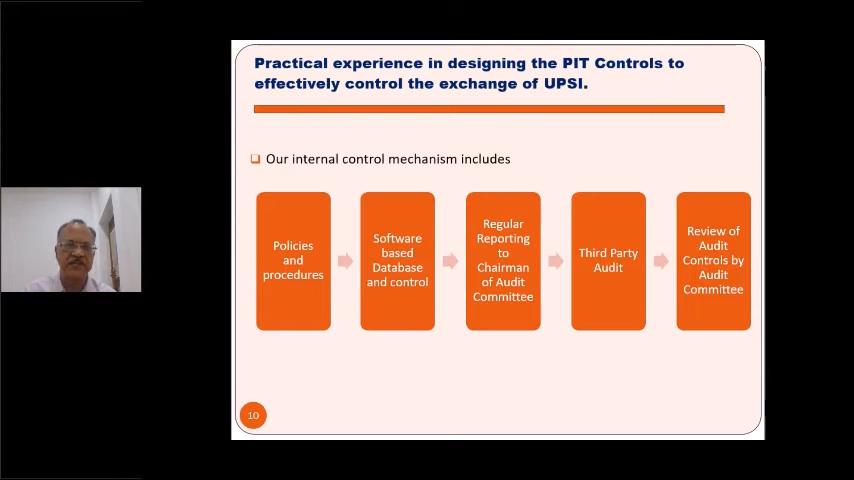 Practical experience in designing the PIT Controls to
effectively control the exchange of UPSI.
Our internal control mechanism includes
Policies
and
procedures
Software
based
Database
and control
Regular
Reporting
to
Chairman
of Audit
Committee
Third Party
Audit
Review of
Audit
Controls by
Audit
Committee
10